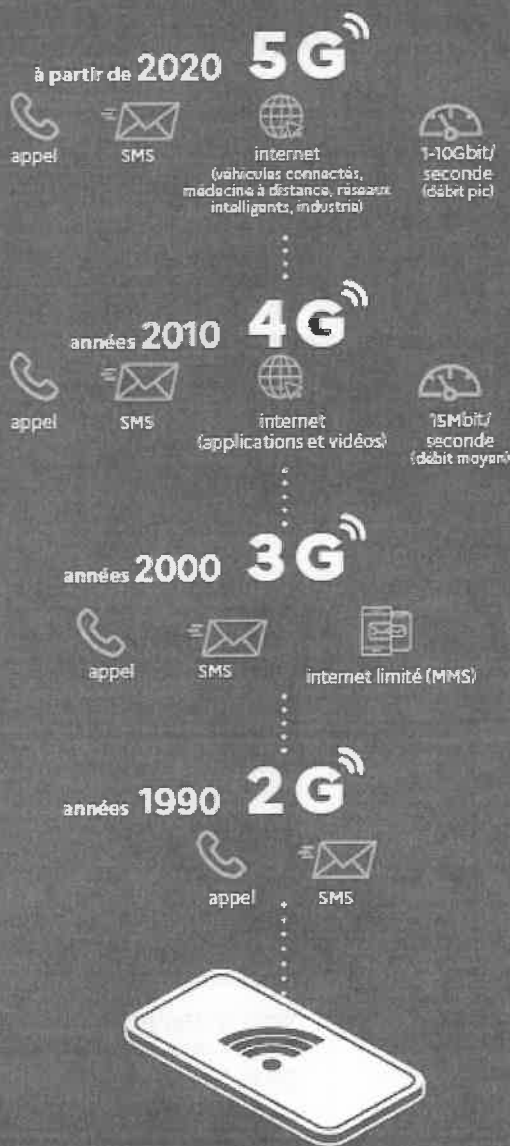 à partir de 2020 5G
appel
SMS
internet
(véhicules connectés,
médecine à distance, réseaux
intelligents, industrie)
1-10Gbit/
seconde
(débit pic)
années 2010 4G
appel
SMS
internet
(applications et vidéos)
15Mbit/
seconde
(débit moyen)
années 2000 3G
appel
SMS
internet limité (MMS)
années 1990 2G
appel
SMS